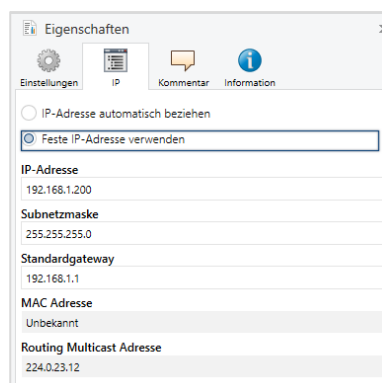 Eigenschaften
Einstellungen IP Kommentar Information
IP-Adresse automatisch beziehen
Feste IP-Adresse verwenden
IP-Adresse
192.168.1.200
Subnetzmaske
255.255.255.0
Standardgateway
192.168.1.1
MAC Adresse
Unbekannt
Routing Multicast Adresse
224.0.23.12